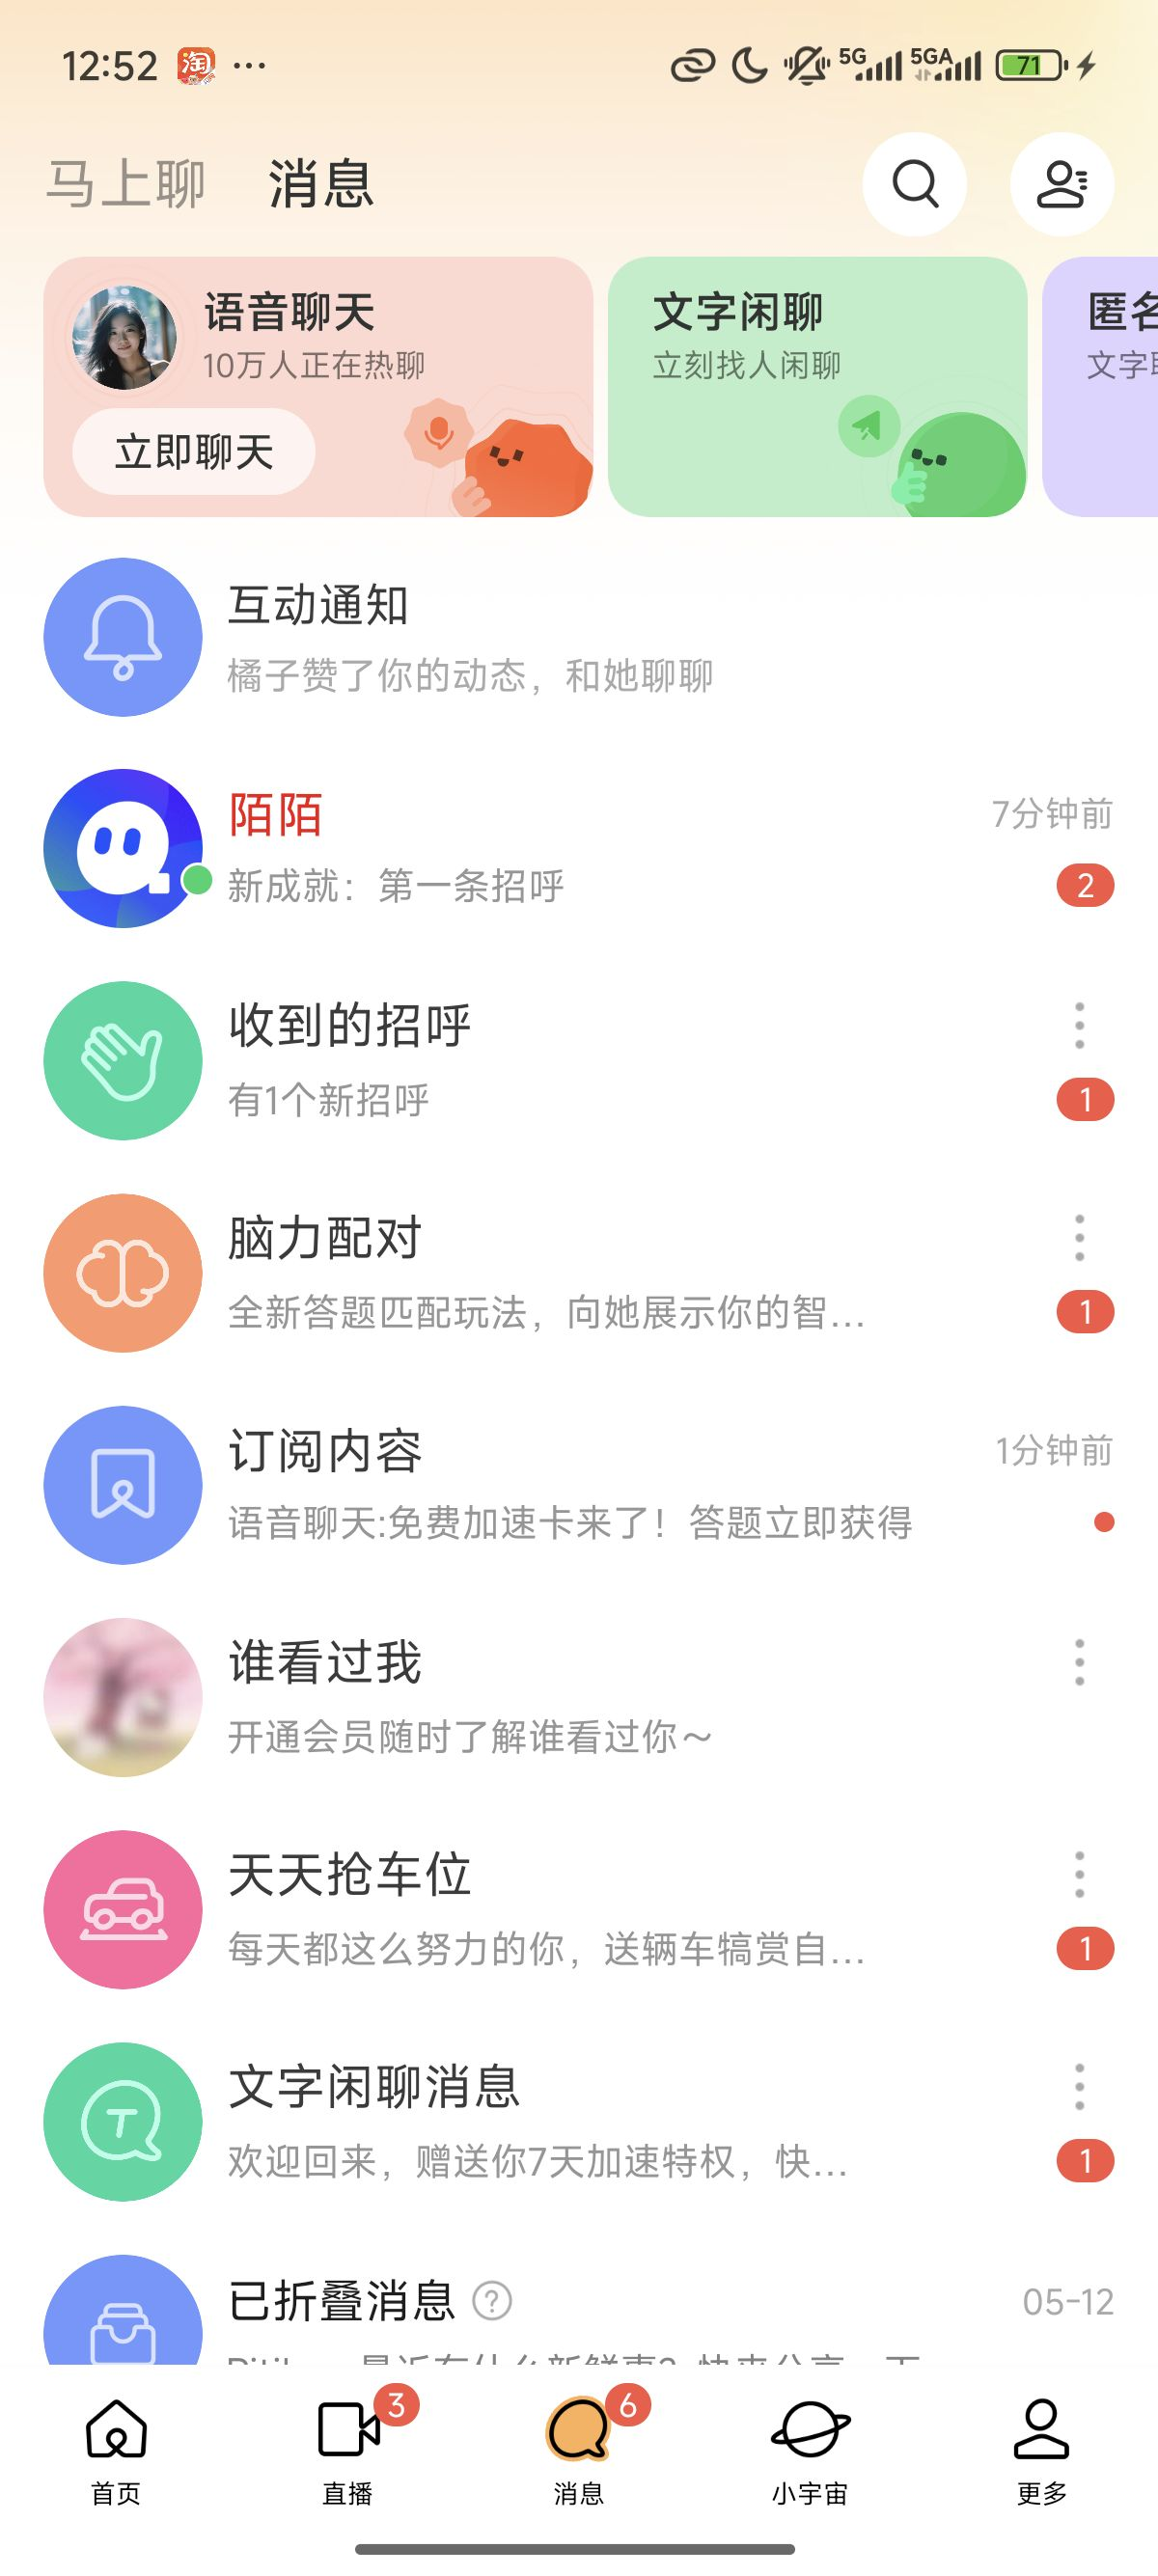 12:52 淘 ... 5G 5GA 71
马上聊 消息
语音聊天
10万人正在热聊
立即聊天
文字闲聊
立刻找人闲聊
匿名
文字
互动通知
橘子赞了你的动态，和她聊聊
陌陌 7分钟前
新成就：第一条招呼 2
收到的招呼
有1个新招呼 1
脑力配对
全新答题匹配玩法，向她展示你的智... 1
订阅内容 1分钟前
语音聊天:免费加速卡来了！答题立即获得
谁看过我
开通会员随时了解谁看过你～
天天抢车位
每天都这么努力的你，送辆车犒赏自... 1
文字闲聊消息
欢迎回来，赠送你7天加速特权，快... 1
已折叠消息 ? 05-12
3 6
首页 直播 消息 小宇宙 更多